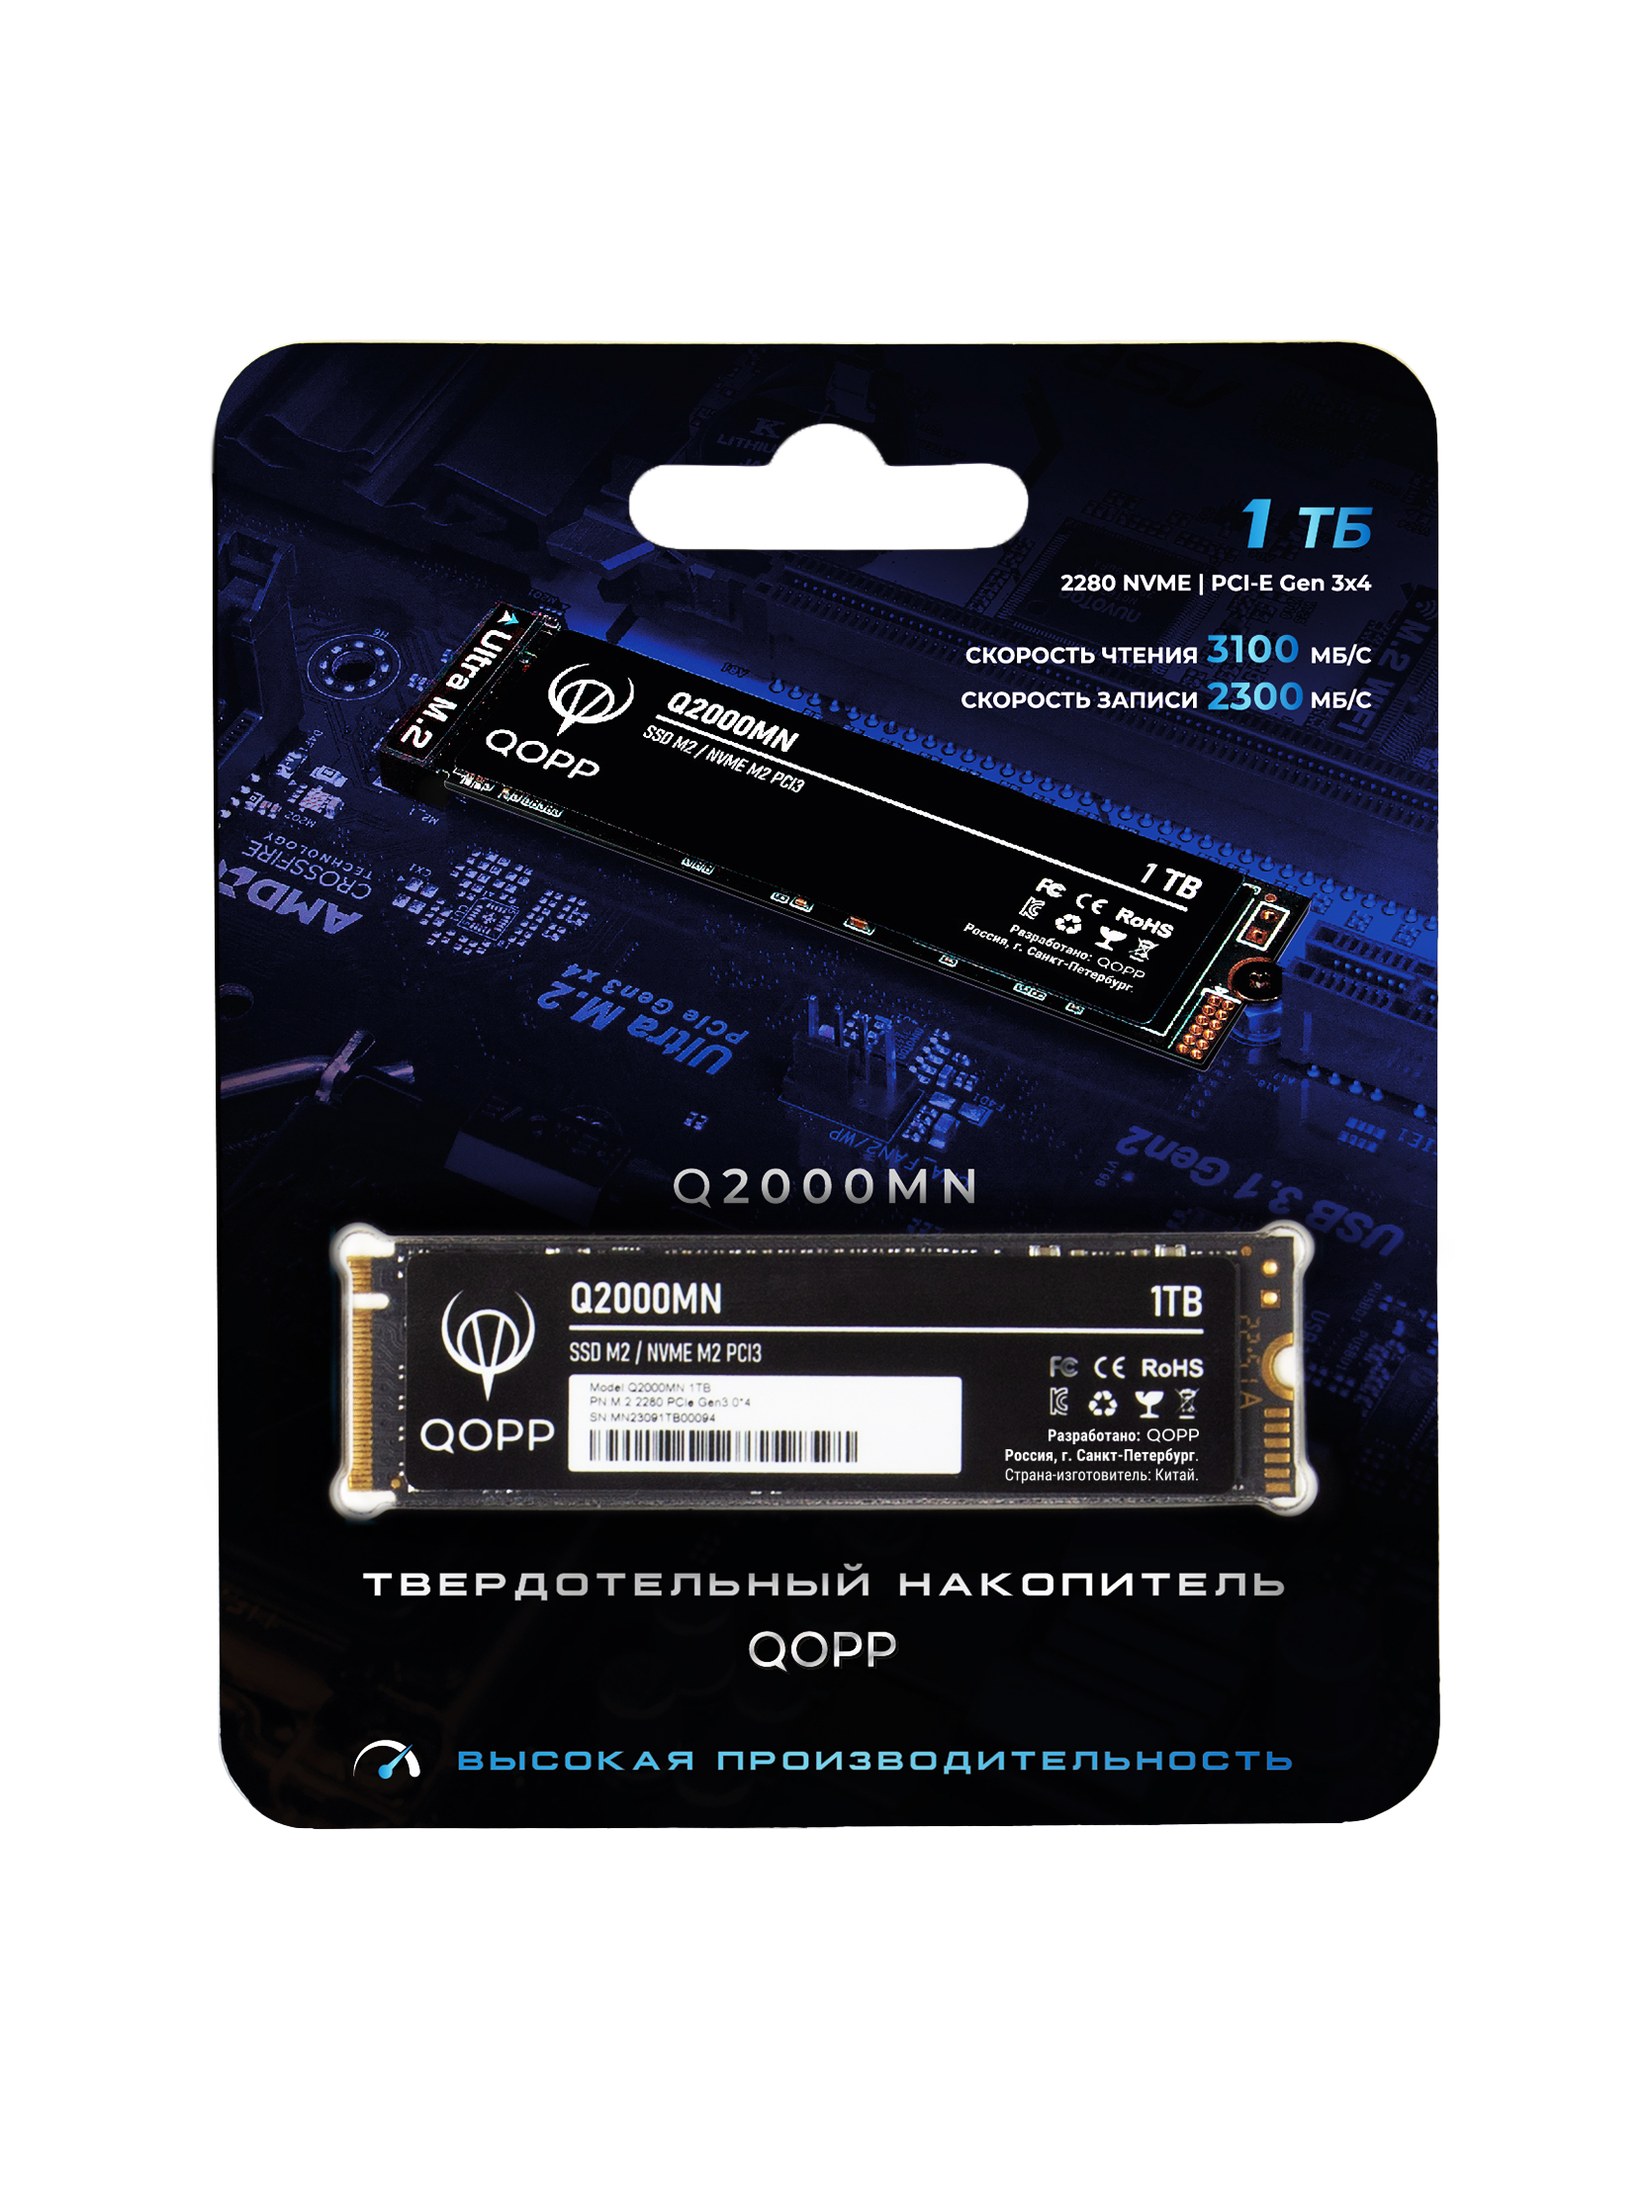 1 ТБ
2280 NVME | PCI-E Gen 3x4
СКОРОСТЬ ЧТЕНИЯ 3100 МБ/С
СКОРОСТЬ ЗАПИСИ 2300 МБ/С
Ultra M.2
QOPP
Q2000MN
SSD M2 / NVME M2 PCI3
1 TB
FC CE RoHS
Разработано: QOPP
Россия, г. Санкт-Петербург.
AMD
CROSSFIRE
TECHNOLOGY
Ultra M.2
PCIe Gen3 x4
USB 3.1 Gen2
Q2000MN
Q2000MN 1TB
SSD M2 / NVME M2 PCI3
Model:Q2000MN 1TB
PN:M.2 2280 PCIe Gen3.0*4
SN:MN23091TB00094
QOPP
FC CE RoHS
Разработано: QOPP
Россия, г. Санкт-Петербург.
Страна-изготовитель: Китай.
ТВЕРДОТЕЛЬНЫЙ НАКОПИТЕЛЬ
QOPP
ВЫСОКАЯ ПРОИЗВОДИТЕЛЬНОСТЬ